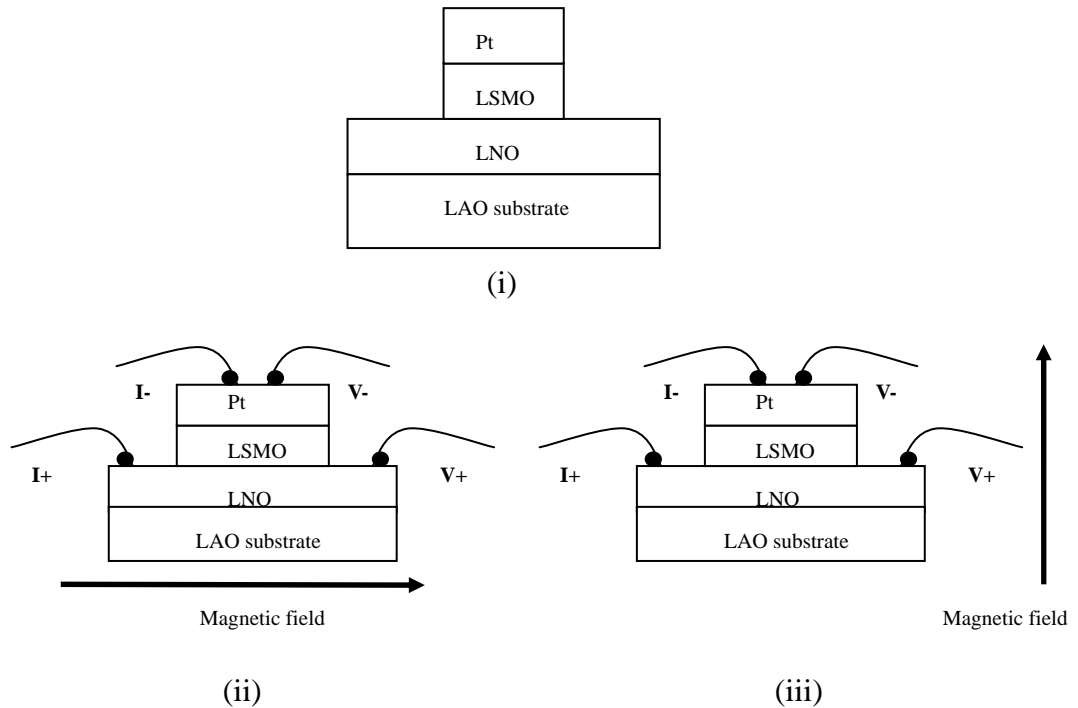 Pt
LSMO
LNO
LAO substrate
(i)
I-
V-
Pt
LSMO
I+
V+
LNO
LAO substrate
Magnetic field
(ii)
I-
V-
Pt
LSMO
I+
V+
LNO
LAO substrate
Magnetic field
(iii)